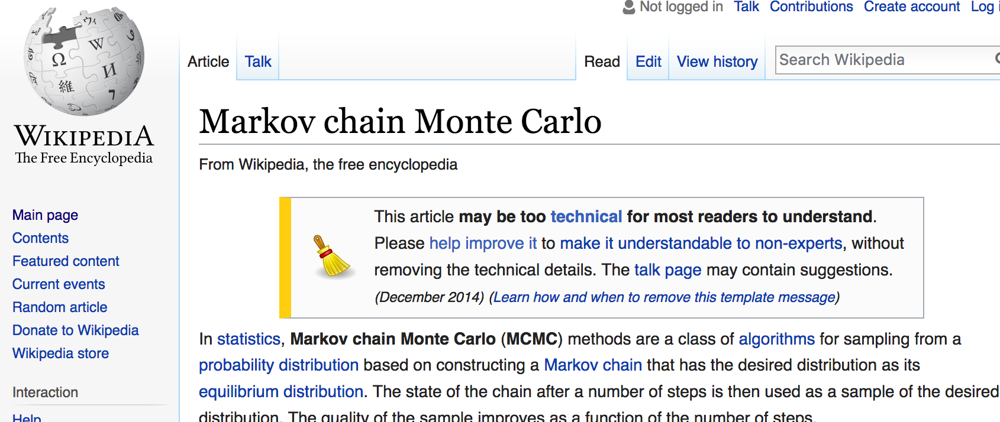 Not logged in Talk Contributions Create account Log
Article Talk Read Edit View history Search Wikipedia
WIKIPEDIA
The Free Encyclopedia
Main page
Contents
Featured content
Current events
Random article
Donate to Wikipedia
Wikipedia store
Interaction
Help
Markov chain Monte Carlo
From Wikipedia, the free encyclopedia
This article may be too technical for most readers to understand.
Please help improve it to make it understandable to non-experts, without
removing the technical details. The talk page may contain suggestions.
(December 2014) (Learn how and when to remove this template message)
In statistics, Markov chain Monte Carlo (MCMC) methods are a class of algorithms for sampling from a
probability distribution based on constructing a Markov chain that has the desired distribution as its
equilibrium distribution. The state of the chain after a number of steps is then used as a sample of the desired
distribution. The quality of the sample improves as a function of the number of steps.